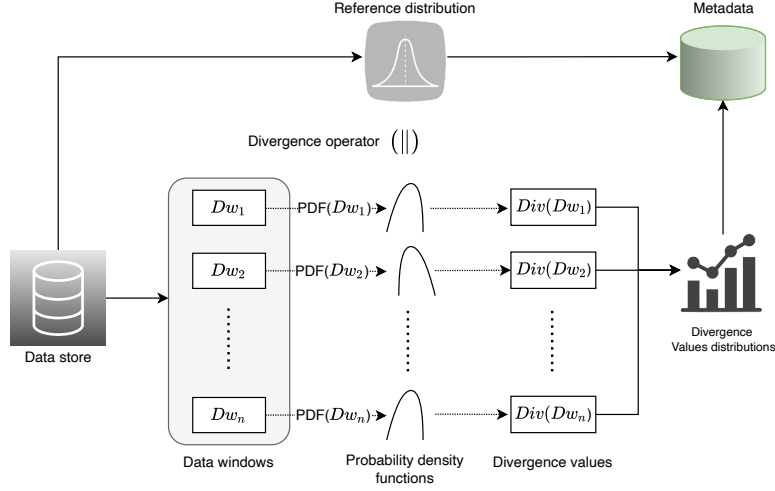 Reference distribution
Metadata
Divergence operator (||)
Dw₁ PDF(Dw₁) Div(Dw₁)
Dw₂ PDF(Dw₂) Div(Dw₂)
Dwₙ PDF(Dwₙ) Div(Dwₙ)
Data store
Divergence
Values distributions
Data windows
Probability density
functions
Divergence values